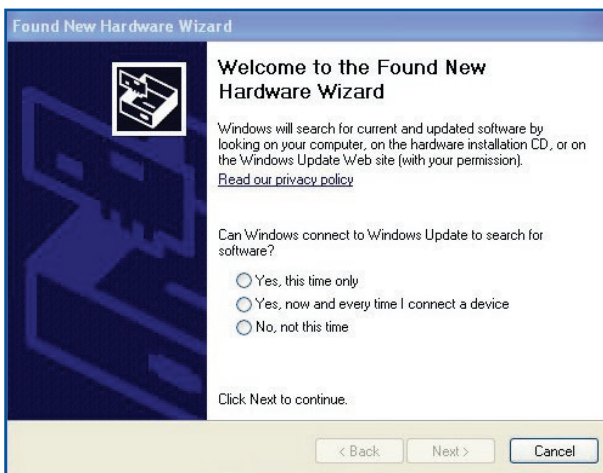 Found New Hardware Wizard
Welcome to the Found New
Hardware Wizard
Windows will search for current and updated software by
looking on your computer, on the hardware installation CD, or on
the Windows Update Web site (with your permission).
Read our privacy policy
Can Windows connect to Windows Update to search for
software?
Yes, this time only
Yes, now and every time I connect a device
No, not this time
Click Next to continue.
< Back
Next >
Cancel